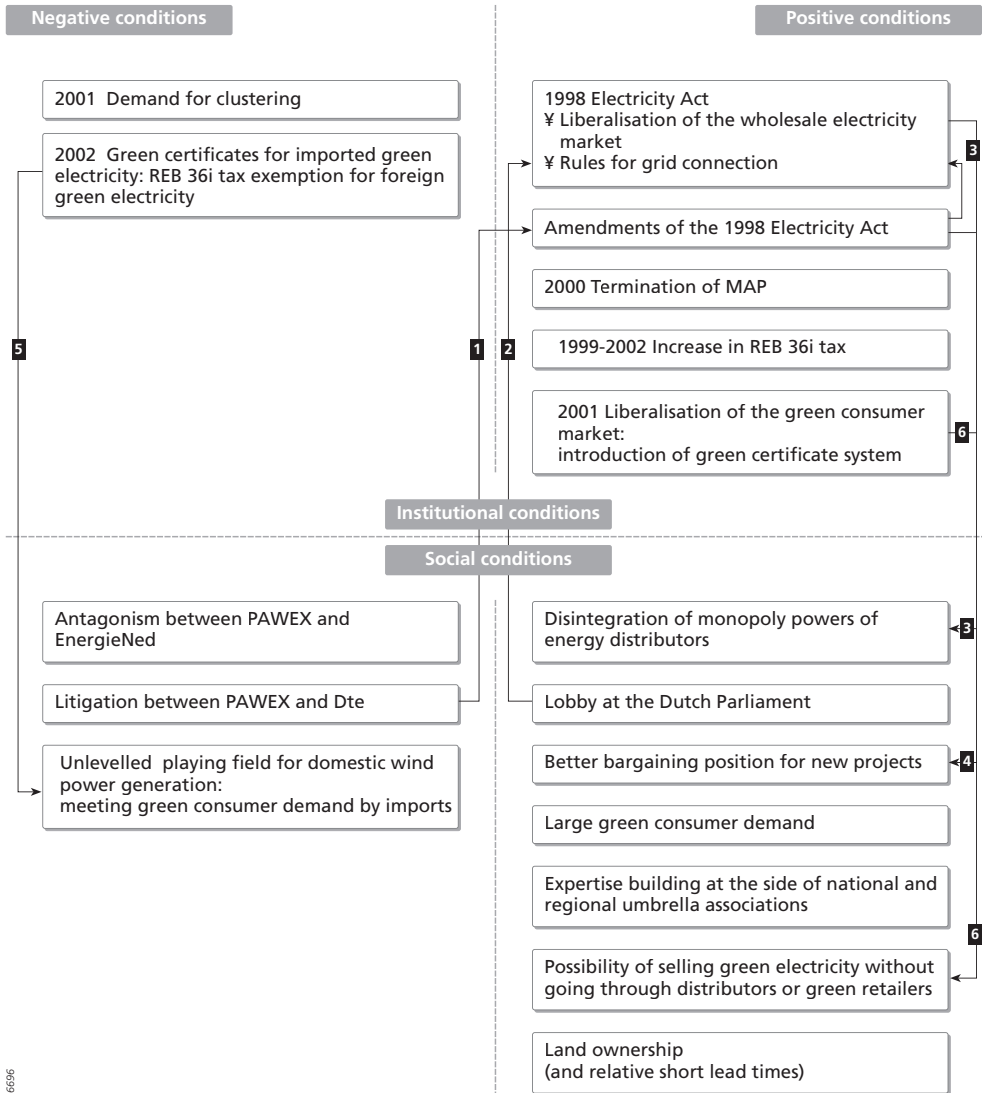 Negative conditions
Positive conditions
2001 Demand for clustering
2002 Green certificates for imported green
electricity: REB 36i tax exemption for foreign
green electricity
1998 Electricity Act
¥ Liberalisation of the wholesale electricity
market
¥ Rules for grid connection
3
Amendments of the 1998 Electricity Act
2000 Termination of MAP
5
1
2
1999-2002 Increase in REB 36i tax
2001 Liberalisation of the green consumer
market:
introduction of green certificate system
6
Institutional conditions
Social conditions
Antagonism between PAWEX and
EnergieNed
Litigation between PAWEX and Dte
Unlevelled playing field for domestic wind
power generation:
meeting green consumer demand by imports
Disintegration of monopoly powers of
energy distributors
3
Lobby at the Dutch Parliament
Better bargaining position for new projects
4
Large green consumer demand
Expertise building at the side of national and
regional umbrella associations
6
Possibility of selling green electricity without
going through distributors or green retailers
Land ownership
(and relative short lead times)
6696